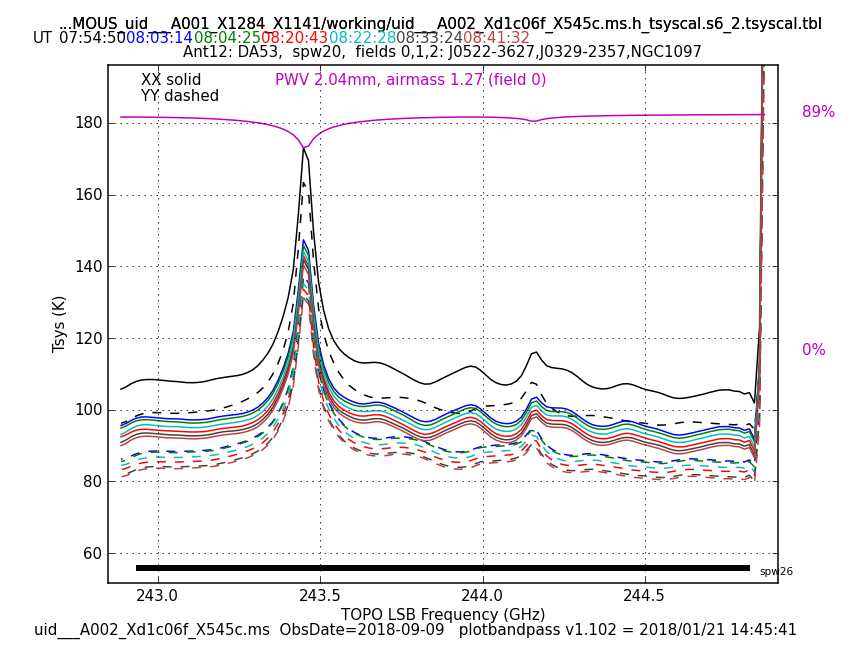 ...MOUS_uid___A001_X1284_X1141/working/uid___A002_Xd1c06f_X545c.ms.h_tsyscal.s6_2.tsyscal.tbl
UT 07:54:50 08:03:14 08:04:25 08:20:43 08:22:28 08:33:24 08:41:32
Ant12: DA53, spw20, fields 0,1,2: J0522-3627,J0329-2357,NGC1097
XX solid
YY dashed
PWV 2.04mm, airmass 1.27 (field 0)
89%
0%
180
160
140
120
100
80
60
Tsys (K)
spw26
243.0 243.5 244.0 244.5
TOPO LSB Frequency (GHz)
uid___A002_Xd1c06f_X545c.ms ObsDate=2018-09-09 plotbandpass v1.102 = 2018/01/21 14:45:41